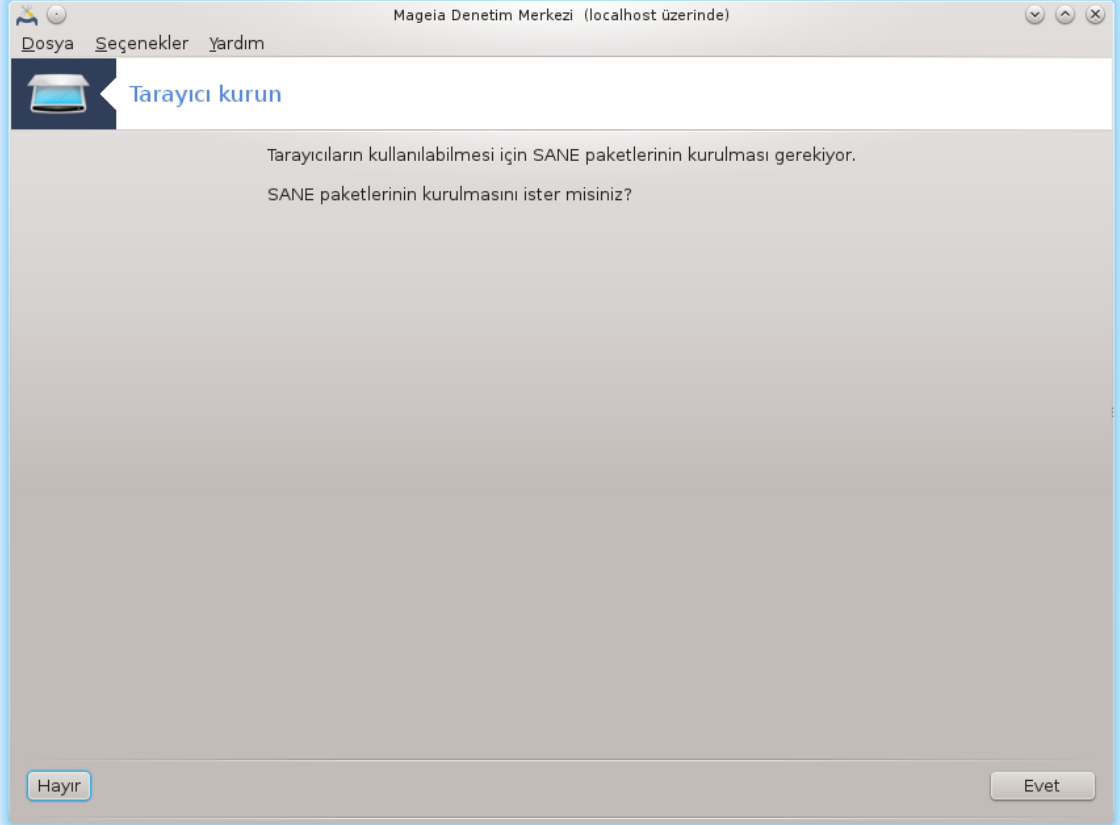 Mageia Denetim Merkezi (localhost üzerinde)
Dosya Seçenekler Yardım
Tarayıcı kurun
Tarayıcıların kullanılabilmesi için SANE paketlerinin kurulması gerekiyor.
SANE paketlerinin kurulmasını ister misiniz?
Hayır Evet